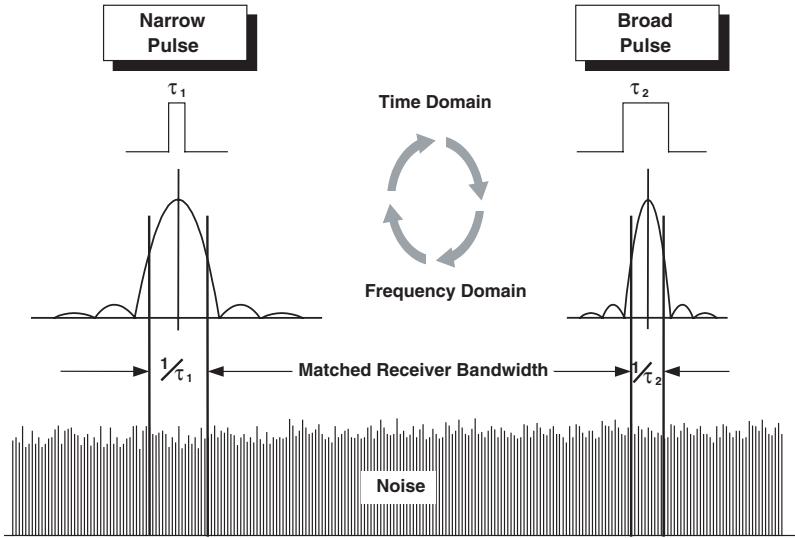 Narrow
Pulse
Broad
Pulse
τ1
τ2
Time Domain
Frequency Domain
1/τ1
Matched Receiver Bandwidth
1/τ2
Noise